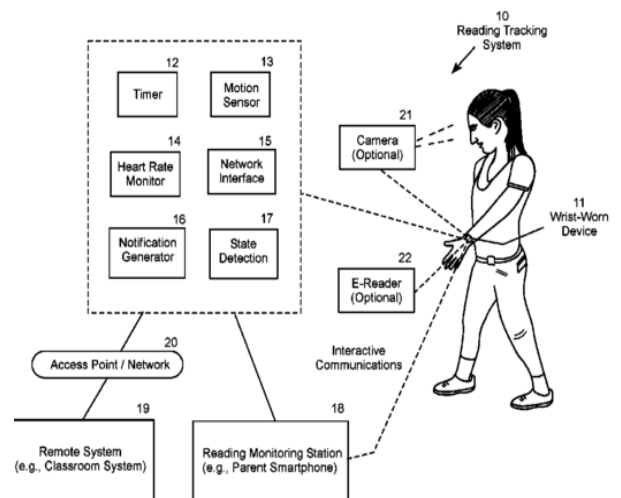 10
Reading Tracking
System
12
Timer
13
Motion
Sensor
21
Camera
(Optional)
14
Heart Rate
Monitor
15
Network
Interface
11
Wrist-Worn
Device
16
Notification
Generator
17
State
Detection
22
E-Reader
(Optional)
Interactive
Communications
20
Access Point / Network
19
Remote System
(e.g., Classroom System)
18
Reading Monitoring Station
(e.g., Parent Smartphone)